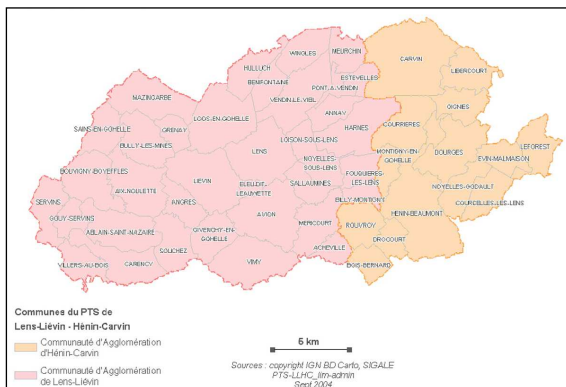 WINGLES
MEURCHIN
CARVIN
HULLUCH
BENIFONTAINE
ESTEVELLES
LIBERCOURT
PONT-A-VENDIN
MAZINGARBE
VENDIN-LE-VIEIL
OIGNIES
LOOS-EN-GOHELLE
ANNAY
SAINS-EN-GOHELLE
GRENAY
HARNES
COURRIERES
LOISON-SOUS-LENS
LEFOREST
BULLY-LES-MINES
LENS
MONTIGNY-EN
GOHELLE
DOURGES
EVIN-MALMAISON
NOYELLES-
SOUS-LENS
BOUVIGNY-BOYEFFLES
FOUQUIERES
-LES-LENS
LIEVIN
ELEU-DIT-
LEAUWETTE
SALLAUMINES
NOYELLES-GODAULT
AIX-NOULETTE
BILLY-MONTIGNY
COURCELLES-LES-LENS
SERVINS
ANGRES
HENIN-BEAUMONT
GOUY-SERVINS
AVION
ABLAIN-SAINT-NAZAIRE
GIVENCHY-EN-
GOHELLE
MERICOURT
ROUVROY
DROCOURT
SOUCHEZ
ACHEVILLE
VILLERS-AU-BOIS
CARENCY
VIMY
BOIS-BERNARD
Communes du PTS de
Lens-Liévin - Hénin-Carvin
Communauté d'Agglomération
d'Hénin-Carvin
Communauté d'Agglomération
de Lens-Liévin
5 km
Sources : copyright IGN BD Carto, SIGALE
PTS-LLHC_lim-admin
Sept 2004